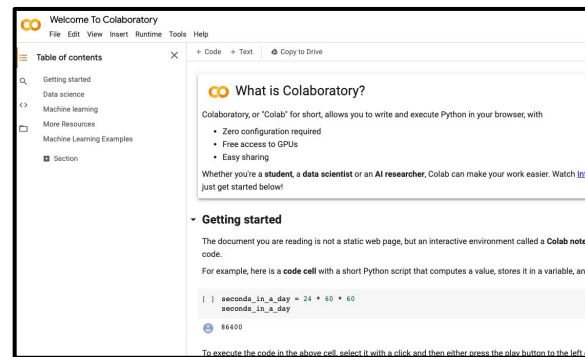 Welcome To Colaboratory
File Edit View Insert Runtime Tools Help
Table of contents
Getting started
Data science
Machine learning
More Resources
Machine Learning Examples
Section
+ Code + Text Copy to Drive
What is Colaboratory?
Colaboratory, or "Colab" for short, allows you to write and execute Python in your browser, with
• Zero configuration required
• Free access to GPUs
• Easy sharing
Whether you're a student, a data scientist or an AI researcher, Colab can make your work easier. Watch
just get started below!
Getting started
The document you are reading is not a static web page, but an interactive environment called a Colab note
code.
For example, here is a code cell with a short Python script that computes a value, stores it in a variable, an
[ ] seconds_in_a_day = 24 * 60 * 60
seconds_in_a_day
86400
To execute the code in the above cell, select it with a click and then either press the play button to the left